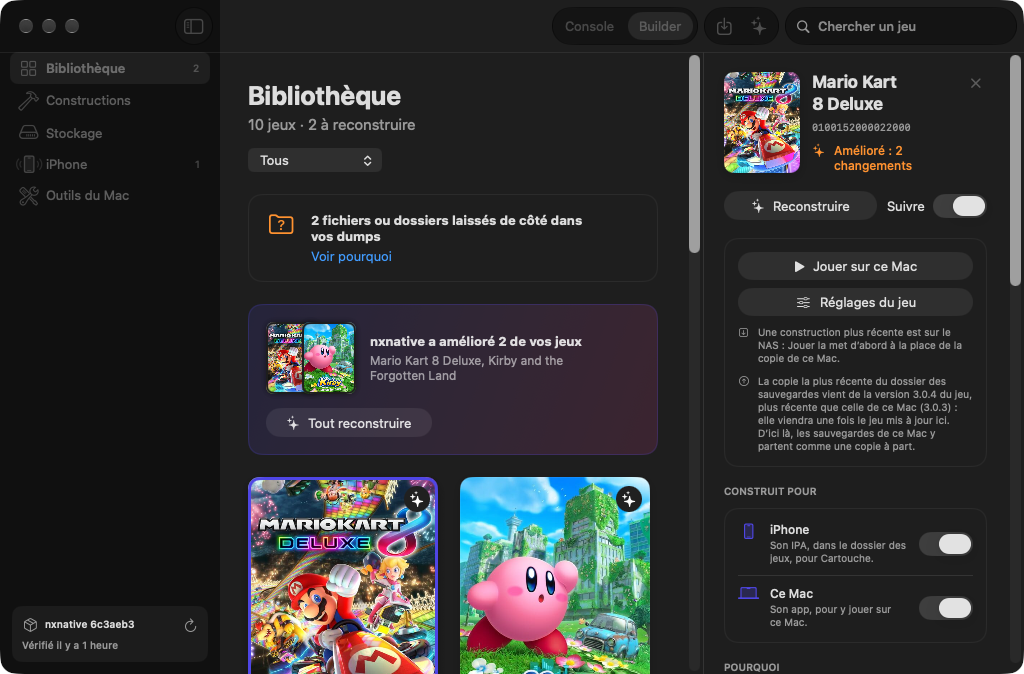 Console
Builder
Chercher un jeu
Bibliothèque
2
Constructions
Stockage
iPhone
1
Outils du Mac
nxnative 6c3aeb3
Vérifié il y a 1 heure
Bibliothèque
10 jeux · 2 à reconstruire
Tous
2 fichiers ou dossiers laissés de côté dans
vos dumps
Voir pourquoi
nxnative a amélioré 2 de vos jeux
Mario Kart 8 Deluxe, Kirby and the
Forgotten Land
Tout reconstruire
MARIOKART 8
DELUXE
MARIOKART 8
DELUXE
Mario Kart
8 Deluxe
0100152000022000
Amélioré : 2
changements
Reconstruire
Suivre
Jouer sur ce Mac
Réglages du jeu
Une construction plus récente est sur le
NAS : Jouer la met d'abord à la place de la
copie de ce Mac.
La copie la plus récente du dossier des
sauvegardes vient de la version 3.0.4 du jeu,
plus récente que celle de ce Mac (3.0.3) :
elle viendra une fois le jeu mis à jour ici.
D'ici là, les sauvegardes de ce Mac y
partent comme une copie à part.
CONSTRUIT POUR
iPhone
Son IPA, dans le dossier des
jeux, pour Cartouche.
Ce Mac
Son app, pour y jouer sur
ce Mac.
POURQUOI